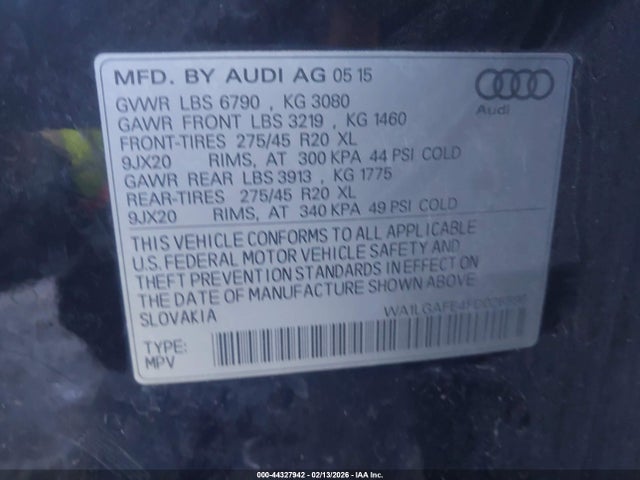 MFD. BY AUDI AG 05 15
Audi
GVWR LBS 6790 , KG 3080
GAWR FRONT LBS 3219 , KG 1460
FRONT-TIRES 275/45 R20 XL
9JX20 RIMS, AT 300 KPA 44 PSI COLD
GAWR REAR LBS 3913 , KG 1775
REAR-TIRES 275/45 R20 XL
9JX20 RIMS, AT 340 KPA 49 PSI COLD
THIS VEHICLE CONFORMS TO ALL APPLICABLE
U.S. FEDERAL MOTOR VEHICLE SAFETY AND
THEFT PREVENTION STANDARDS IN EFFECT ON
THE DATE OF MANUFACTURE SHOWN ABOVE
SLOVAKIA
TYPE:
MPV
000-44327942 - 02/13/2026 - IAA Inc.